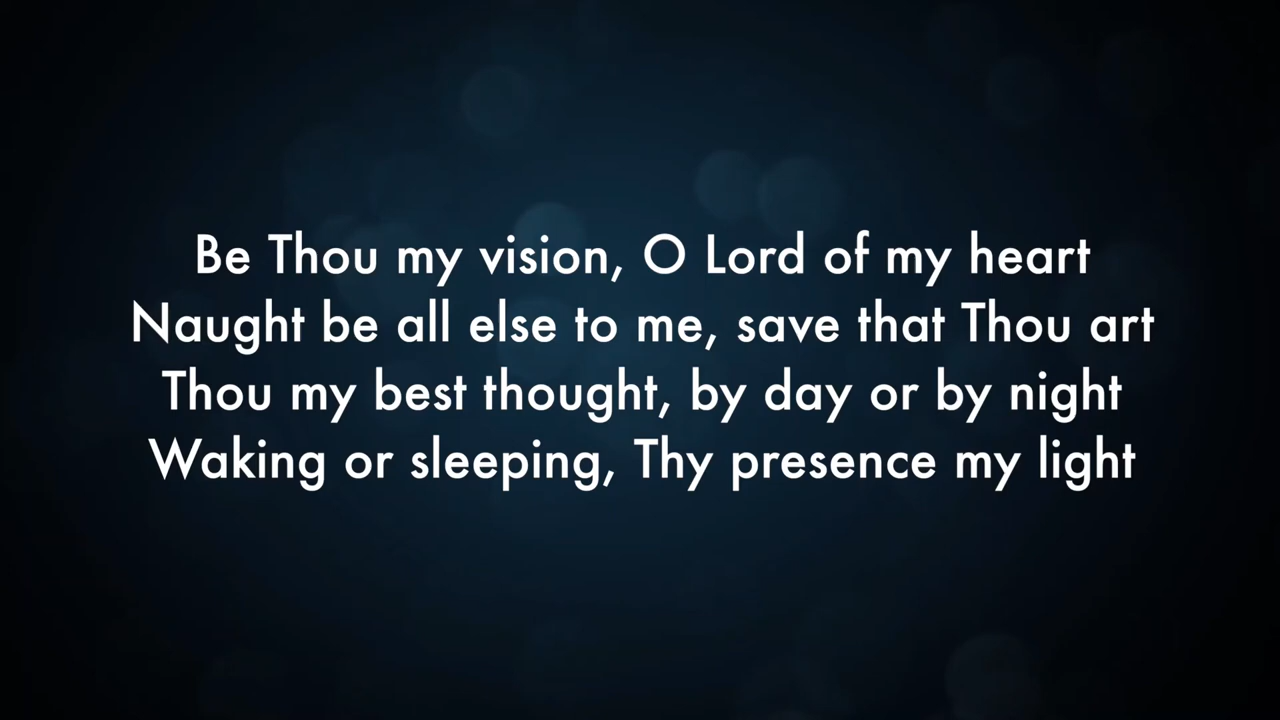 Be Thou my vision, O Lord of my heart
Naught be all else to me, save that Thou art
Thou my best thought, by day or by night
Waking or sleeping, Thy presence my light